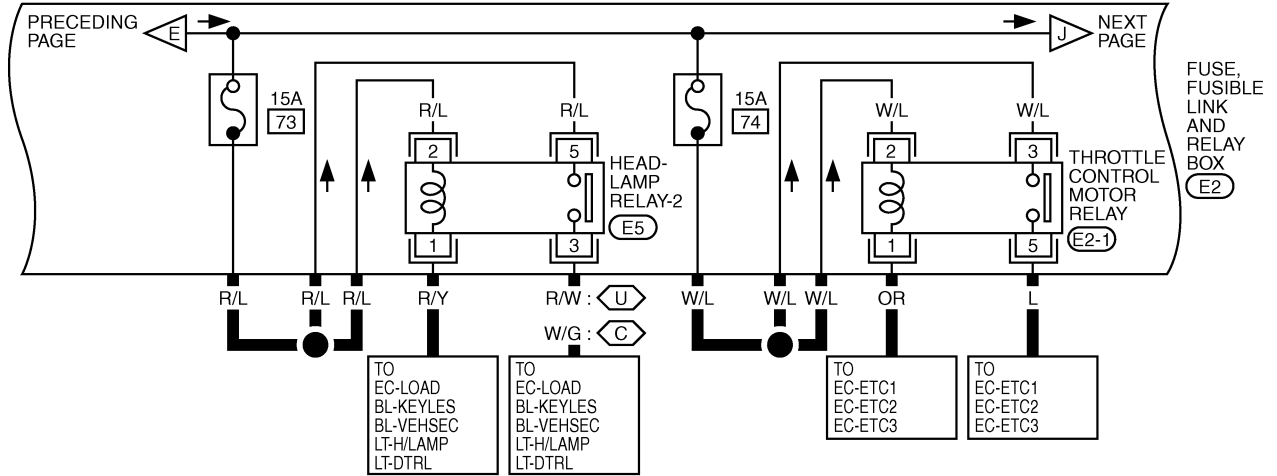 PRECEDING
PAGE
E
J
NEXT
PAGE
15A
73
R/L
R/L
2
5
1
3
HEAD-
LAMP
RELAY-2
E5
15A
74
W/L
W/L
2
3
1
5
THROTTLE
CONTROL
MOTOR
RELAY
E2-1
FUSE,
FUSIBLE
LINK
AND
RELAY
BOX
E2
R/L
R/L
R/L
R/Y
R/W : U
W/G : C
W/L
W/L
W/L
OR
L
TO
EC-LOAD
BL-KEYLES
BL-VEHSEC
LT-H/LAMP
LT-DTRL
TO
EC-LOAD
BL-KEYLES
BL-VEHSEC
LT-H/LAMP
LT-DTRL
TO
EC-ETC1
EC-ETC2
EC-ETC3
TO
EC-ETC1
EC-ETC2
EC-ETC3